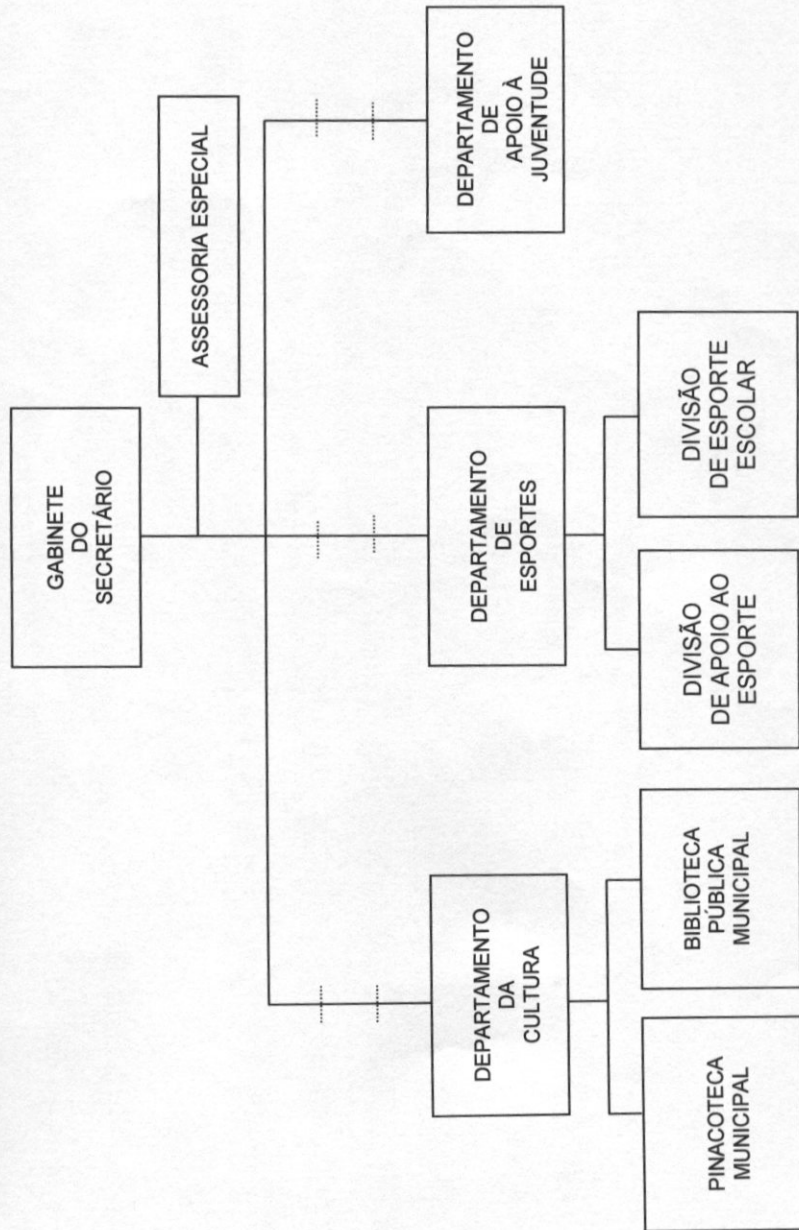 GABINETE
DO
SECRETÁRIO
ASSESSORIA ESPECIAL
DEPARTAMENTO
DA
CULTURA
DEPARTAMENTO
DE
ESPORTES
DEPARTAMENTO
DE
APOIO À
JUVENTUDE
PINACOTECA
MUNICIPAL
BIBLIOTECA
PÚBLICA
MUNICIPAL
DIVISÃO
DE APOIO AO
ESPORTE
DIVISÃO
DE ESPORTE
ESCOLAR